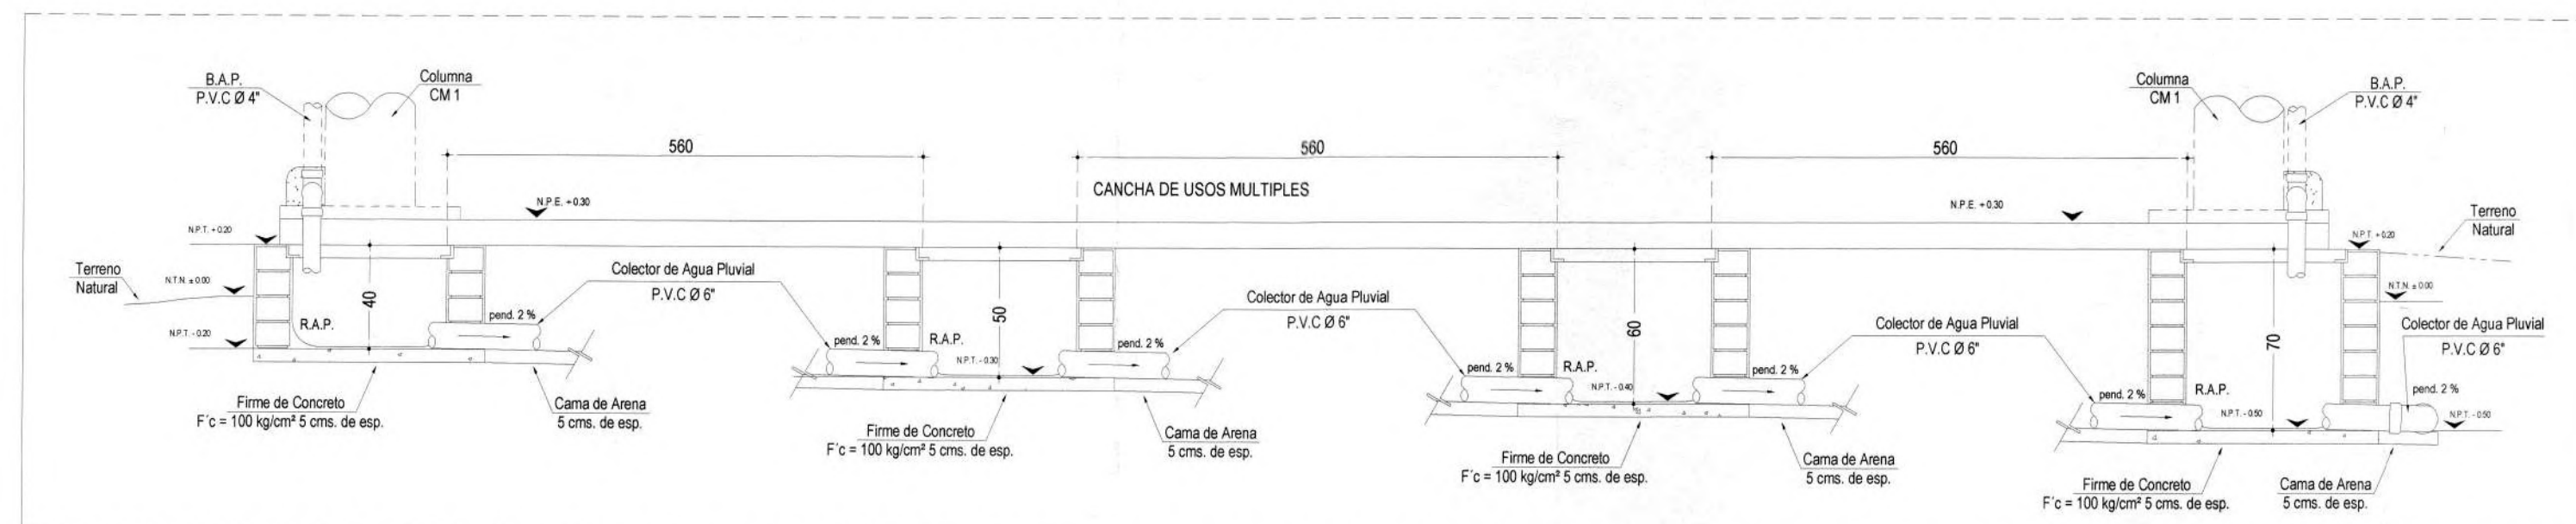 B.A.P.
P.V.C Ø 4"
Columna
CM 1
Columna
CM 1
B.A.P.
P.V.C Ø 4"
560
560
560
CANCHA DE USOS MULTIPLES
N.P.E. + 0.30
N.P.E. + 0.30
N.P.T. + 0.20
Terreno
Natural
N.T.N. ± 0.00
N.P.T. - 0.20
40
R.A.P.
pend. 2 %
Colector de Agua Pluvial
P.V.C Ø 6"
Firme de Concreto
F´c = 100 kg/cm² 5 cms. de esp.
Cama de Arena
5 cms. de esp.
pend. 2 %
R.A.P.
50
N.P.T. - 0.30
pend. 2 %
Colector de Agua Pluvial
P.V.C Ø 6"
Firme de Concreto
F´c = 100 kg/cm² 5 cms. de esp.
Cama de Arena
5 cms. de esp.
pend. 2 %
R.A.P.
60
N.P.T. - 0.40
pend. 2 %
Colector de Agua Pluvial
P.V.C Ø 6"
Firme de Concreto
F´c = 100 kg/cm² 5 cms. de esp.
Cama de Arena
5 cms. de esp.
pend. 2 %
R.A.P.
70
N.P.T. - 0.50
N.P.T. + 0.20
Terreno
Natural
N.T.N. ± 0.00
Colector de Agua Pluvial
P.V.C Ø 6"
pend. 2 %
N.P.T. - 0.50
Firme de Concreto
F´c = 100 kg/cm² 5 cms. de esp.
Cama de Arena
5 cms. de esp.